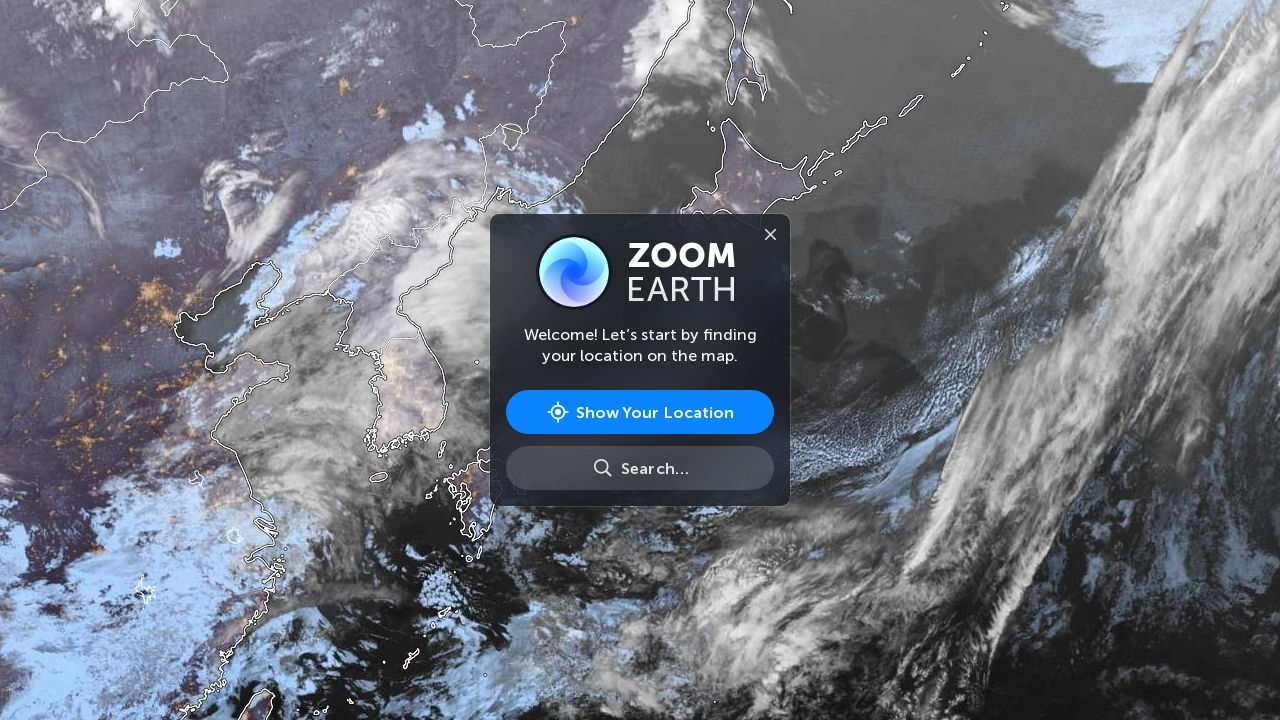 ZOOM
EARTH
Welcome! Let’s start by finding
your location on the map.
Show Your Location
Search...